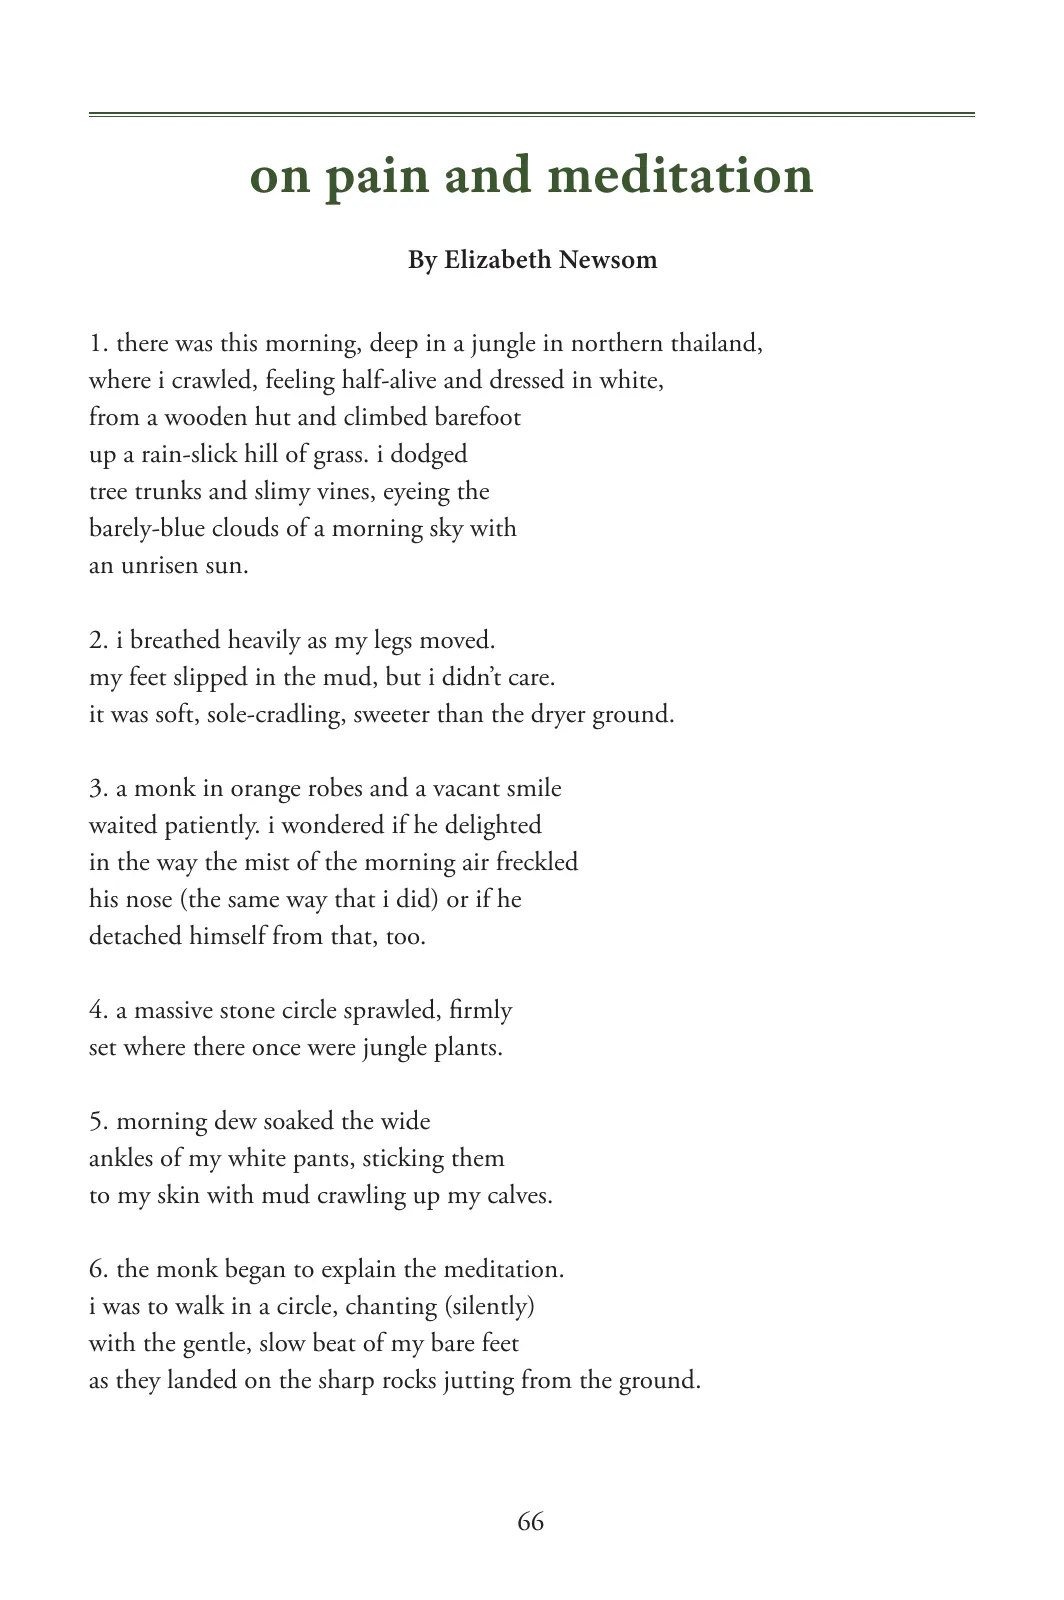 on pain and meditation
By Elizabeth Newsom
1. there was this morning, deep in a jungle in northern thailand,
where i crawled, feeling half-alive and dressed in white,
from a wooden hut and climbed barefoot
up a rain-slick hill of grass. i dodged
tree trunks and slimy vines, eyeing the
barely-blue clouds of a morning sky with
an unrisen sun.
2. i breathed heavily as my legs moved.
my feet slipped in the mud, but i didn’t care.
it was soft, sole-cradling, sweeter than the dryer ground.
3. a monk in orange robes and a vacant smile
waited patiently. i wondered if he delighted
in the way the mist of the morning air freckled
his nose (the same way that i did) or if he
detached himself from that, too.
4. a massive stone circle sprawled, firmly
set where there once were jungle plants.
5. morning dew soaked the wide
ankles of my white pants, sticking them
to my skin with mud crawling up my calves.
6. the monk began to explain the meditation.
i was to walk in a circle, chanting (silently)
with the gentle, slow beat of my bare feet
as they landed on the sharp rocks jutting from the ground.
66